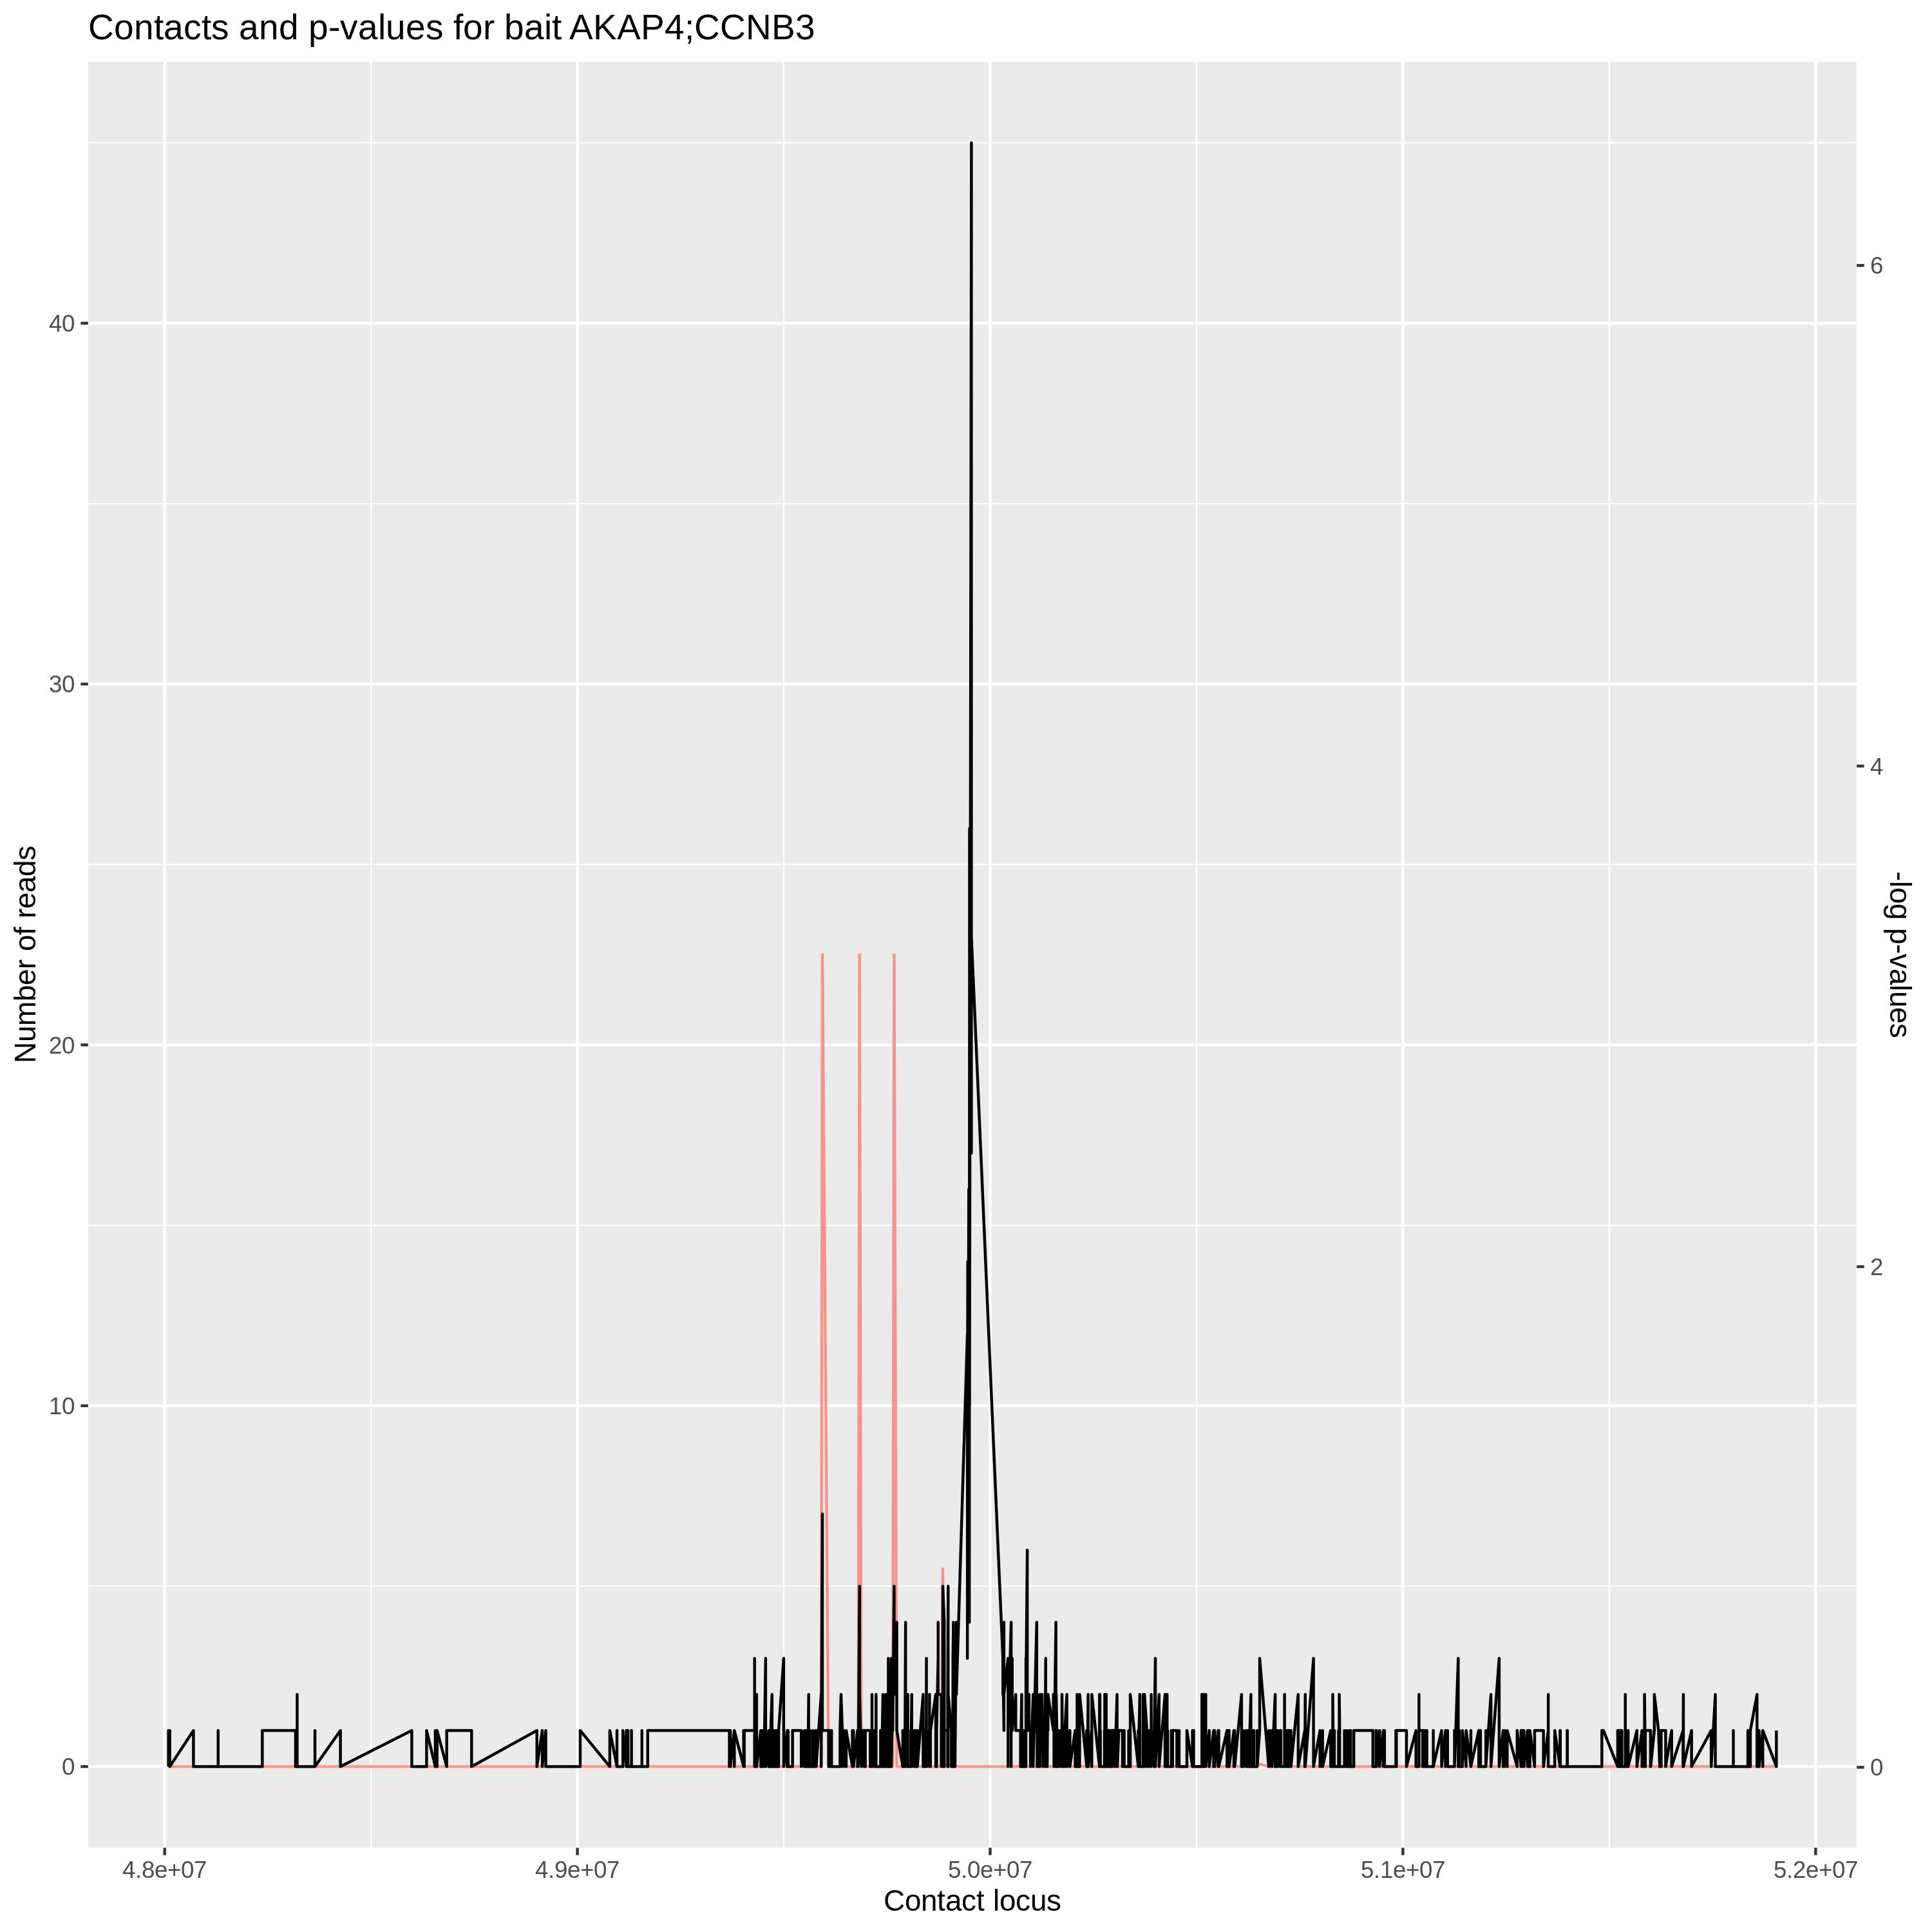 Contacts and p-values for bait AKAP4;CCNB3
Number of reads
40
30
20
10
0
6
4
2
0
-log p-values
4.8e+07
4.9e+07
5.0e+07
5.1e+07
5.2e+07
Contact locus